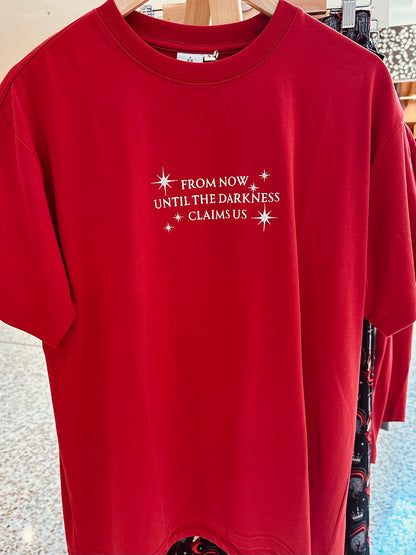 FROM NOW
UNTIL THE DARKNESS
CLAIMS US